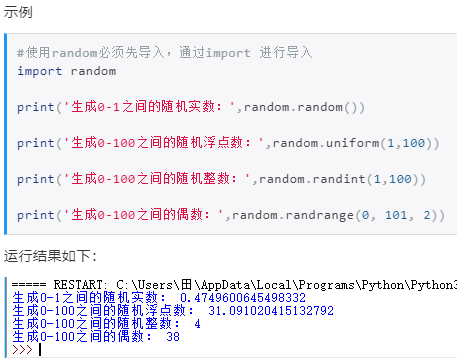 示例
#使用random必须先导入，通过import 进行导入
import random
print('生成0-1之间的随机实数：',random.random())
print('生成0-100之间的随机浮点数：',random.uniform(1,100))
print('生成0-100之间的随机整数：',random.randint(1,100))
print('生成0-100之间的偶数：',random.randrange(0, 101, 2))
运行结果如下：
===== RESTART: C:\Users\田\AppData\Local\Programs\Python\Python3
生成0-1之间的随机实数： 0.4749600645498332
生成0-100之间的随机浮点数： 31.091020415132792
生成0-100之间的随机整数： 4
生成0-100之间的偶数： 38
>>>